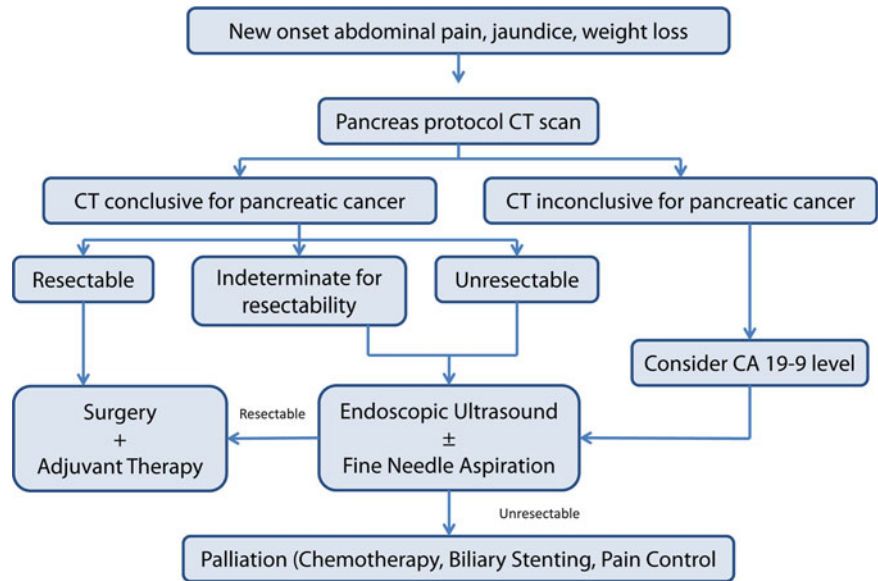 New onset abdominal pain, jaundice, weight loss
Pancreas protocol CT scan
CT conclusive for pancreatic cancer
CT inconclusive for pancreatic cancer
Resectable
Indeterminate for
resectability
Unresectable
Consider CA 19-9 level
Surgery
+
Adjuvant Therapy
Resectable
Endoscopic Ultrasound
±
Fine Needle Aspiration
Unresectable
Palliation (Chemotherapy, Biliary Stenting, Pain Control